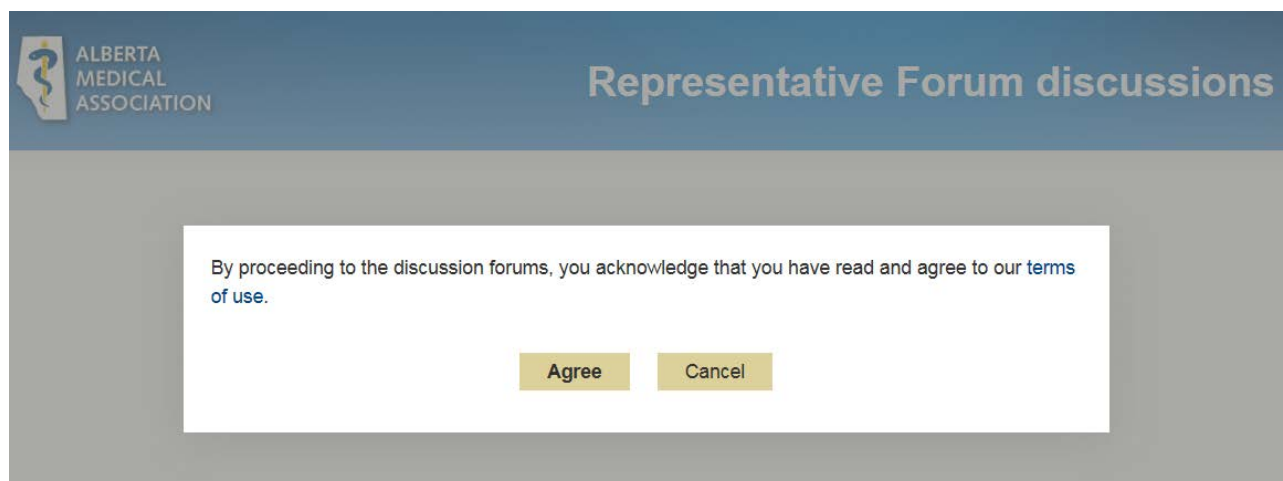 ALBERTA
MEDICAL
ASSOCIATION
Representative Forum discussions
By proceeding to the discussion forums, you acknowledge that you have read and agree to our terms
of use.
Agree
Cancel